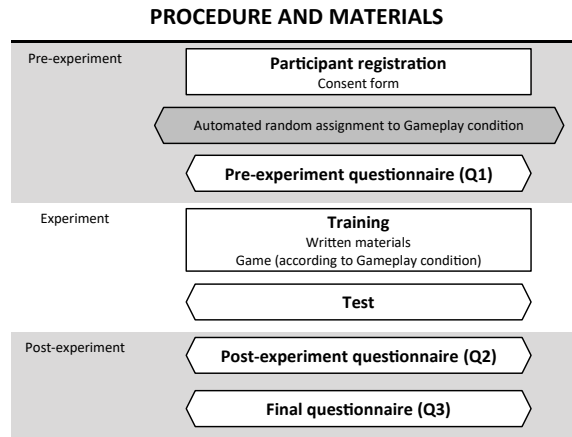 PROCEDURE AND MATERIALS
Pre-experiment
Participant registration
Consent form
Automated random assignment to Gameplay condition
Pre-experiment questionnaire (Q1)
Experiment
Training
Written materials
Game (according to Gameplay condition)
Test
Post-experiment
Post-experiment questionnaire (Q2)
Final questionnaire (Q3)